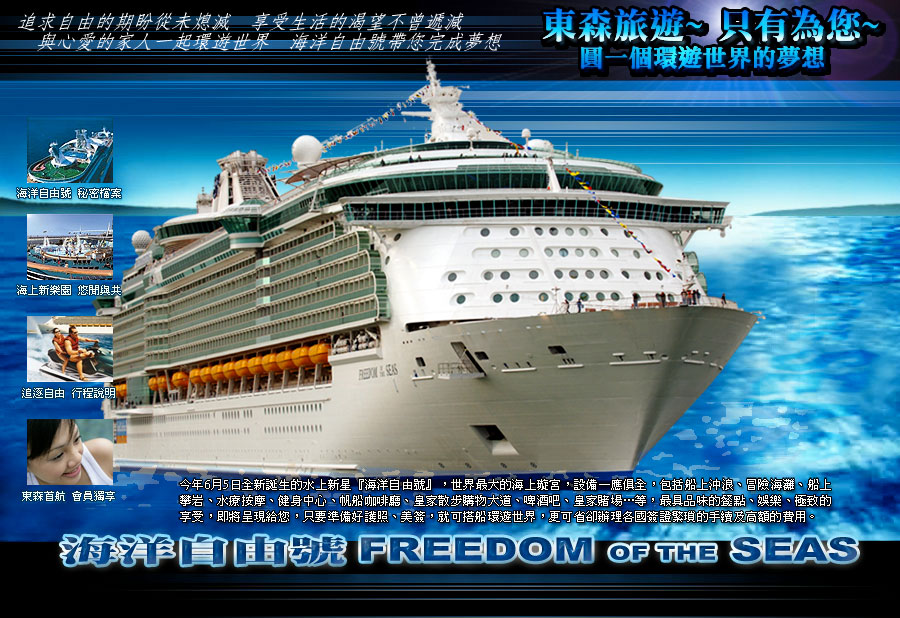 追求自由的期盼從未熄滅　享受生活的渴望不曾遞減
與心愛的家人一起環遊世界　海洋自由號帶您完成夢想
東森旅遊~ 只有為您~
圓一個環遊世界的夢想
海洋自由號 秘密檔案
海上新樂園 悠閒與共
追逐自由 行程說明
東森首航 會員獨享
FREEDOM OF THE SEAS
今年6月5日全新誕生的水上新星『海洋自由號』，世界最大的海上璇宮，設備一應俱全，包括船上沖浪、冒險海灘、船上
攀岩、水療按摩、健身中心、帆船咖啡廳、皇家散步購物大道、啤酒吧、皇家賭場…等，最具品味的餐點、娛樂、極致的
享受，即將呈現給您，只要準備好護照、美簽，就可搭船環遊世界，更可省卻辦理各國簽證繁瑣的手續及高額的費用。
海洋自由號 FREEDOM OF THE SEAS